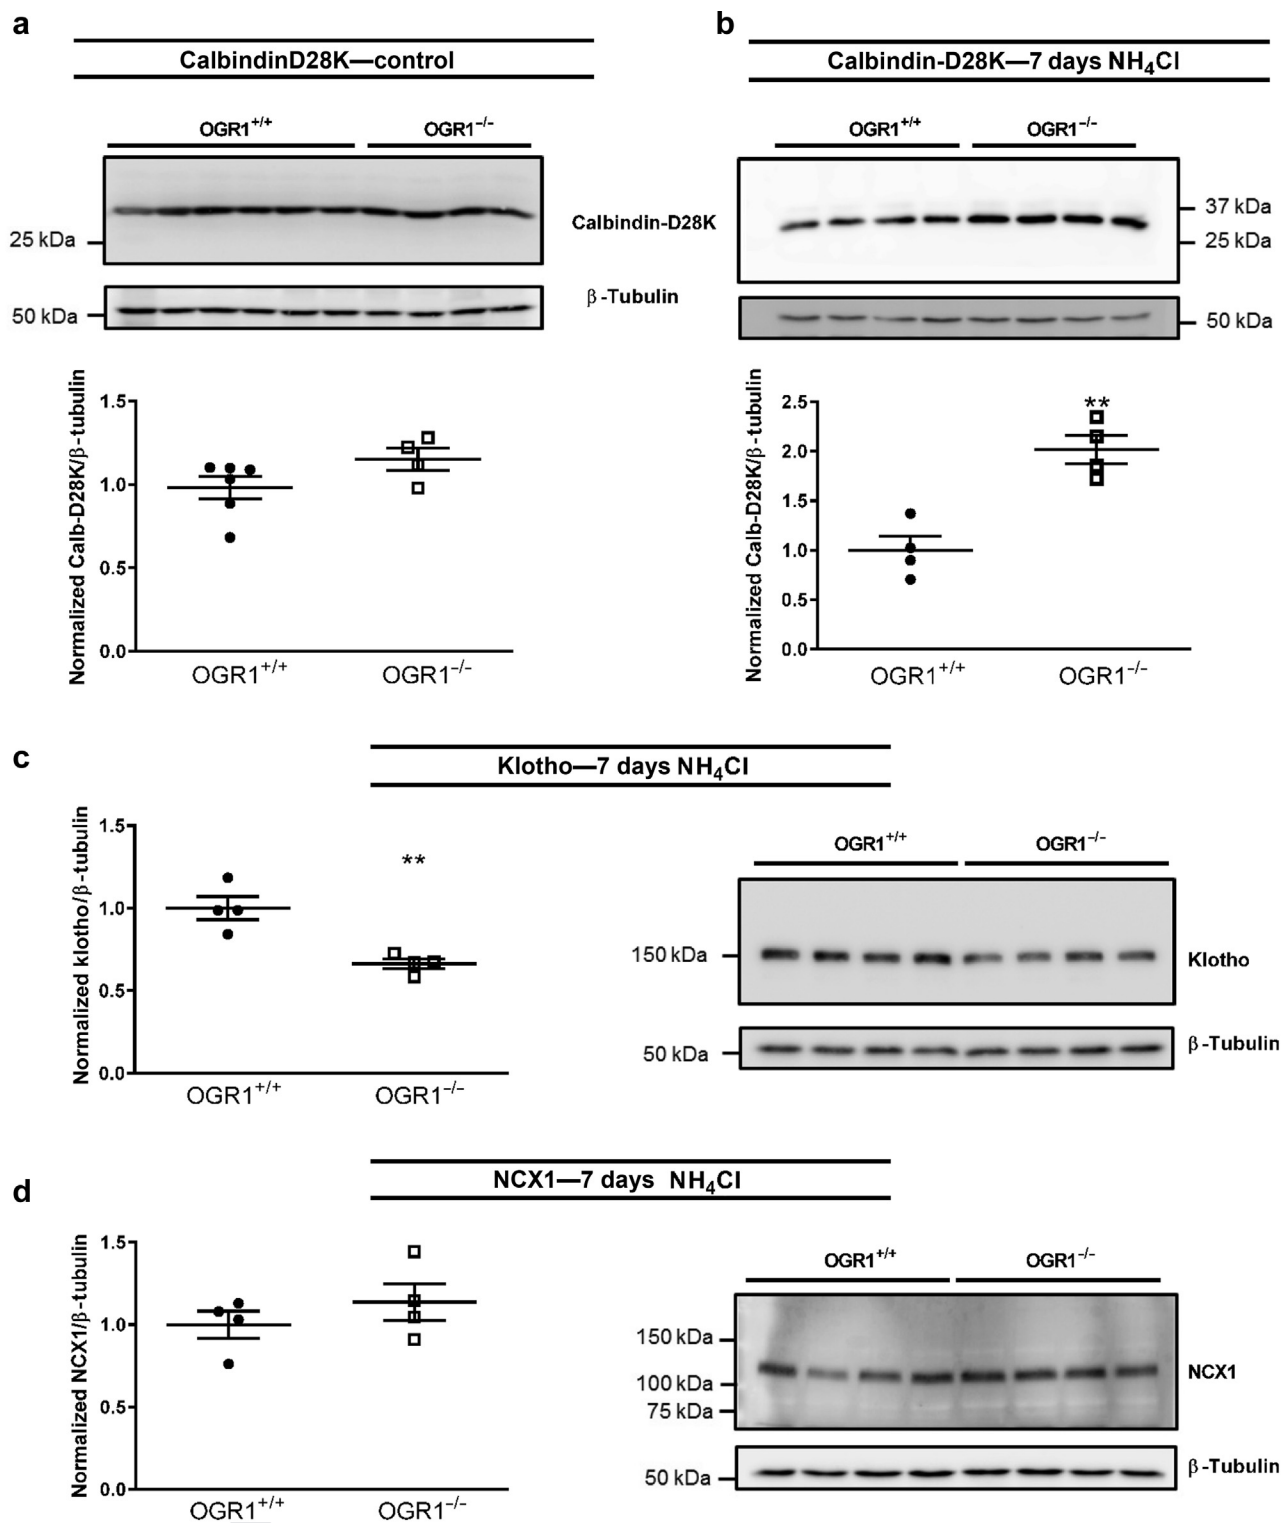 a
CalbindinD28K—control
OGR1+/+ OGR1−/−
25 kDa
50 kDa
Calbindin-D28K
β-Tubulin
Normalized Calb-D28K/β-tubulin
1.5
1.0
0.5
0.0
OGR1+/+ OGR1−/−
b
Calbindin-D28K—7 days NH₄Cl
OGR1+/+ OGR1−/−
37 kDa
25 kDa
50 kDa
Normalized Calb-D28K/β-tubulin
2.5
2.0
1.5
1.0
0.5
0.0
**
OGR1+/+ OGR1−/−
c
Klotho—7 days NH₄Cl
Normalized klotho/β-tubulin
1.5
1.0
0.5
0.0
**
OGR1+/+ OGR1−/−
OGR1+/+ OGR1−/−
150 kDa
Klotho
50 kDa
β-Tubulin
d
NCX1—7 days NH₄Cl
Normalized NCX1/β-tubulin
1.5
1.0
0.5
0.0
OGR1+/+ OGR1−/−
OGR1+/+ OGR1−/−
150 kDa
100 kDa
75 kDa
NCX1
50 kDa
β-Tubulin